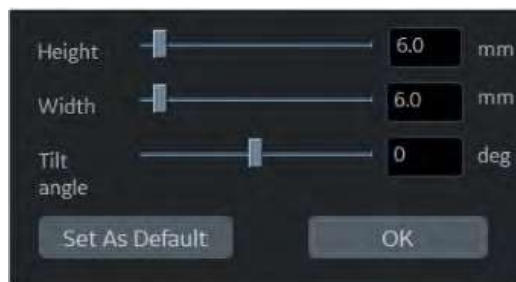 Height 6.0 mm
Width 6.0 mm
Tilt angle 0 deg
Set As Default OK